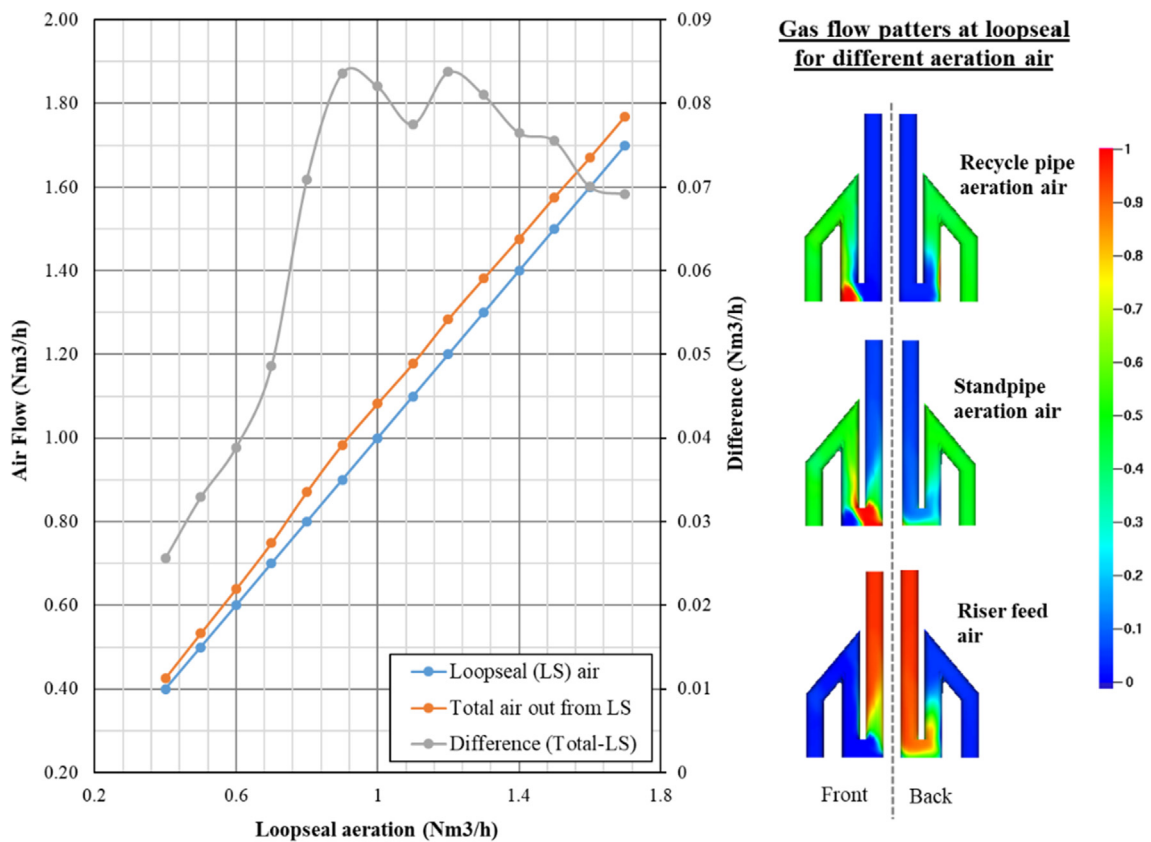 2.00
1.80
1.60
1.40
1.20
1.00
0.80
0.60
0.40
0.20
Air Flow (Nm3/h)
0.2
0.6
1
1.4
1.8
Loopseal aeration (Nm3/h)
0.09
0.08
0.07
0.06
0.05
0.04
0.03
0.02
0.01
0
Difference (Nm3/h)
Loopseal (LS) air
Total air out from LS
Difference (Total-LS)
Gas flow patters at loopseal
for different aeration air
Recycle pipe
aeration air
Standpipe
aeration air
Riser feed
air
Front
Back
1
0.9
0.8
0.7
0.6
0.5
0.4
0.3
0.2
0.1
0